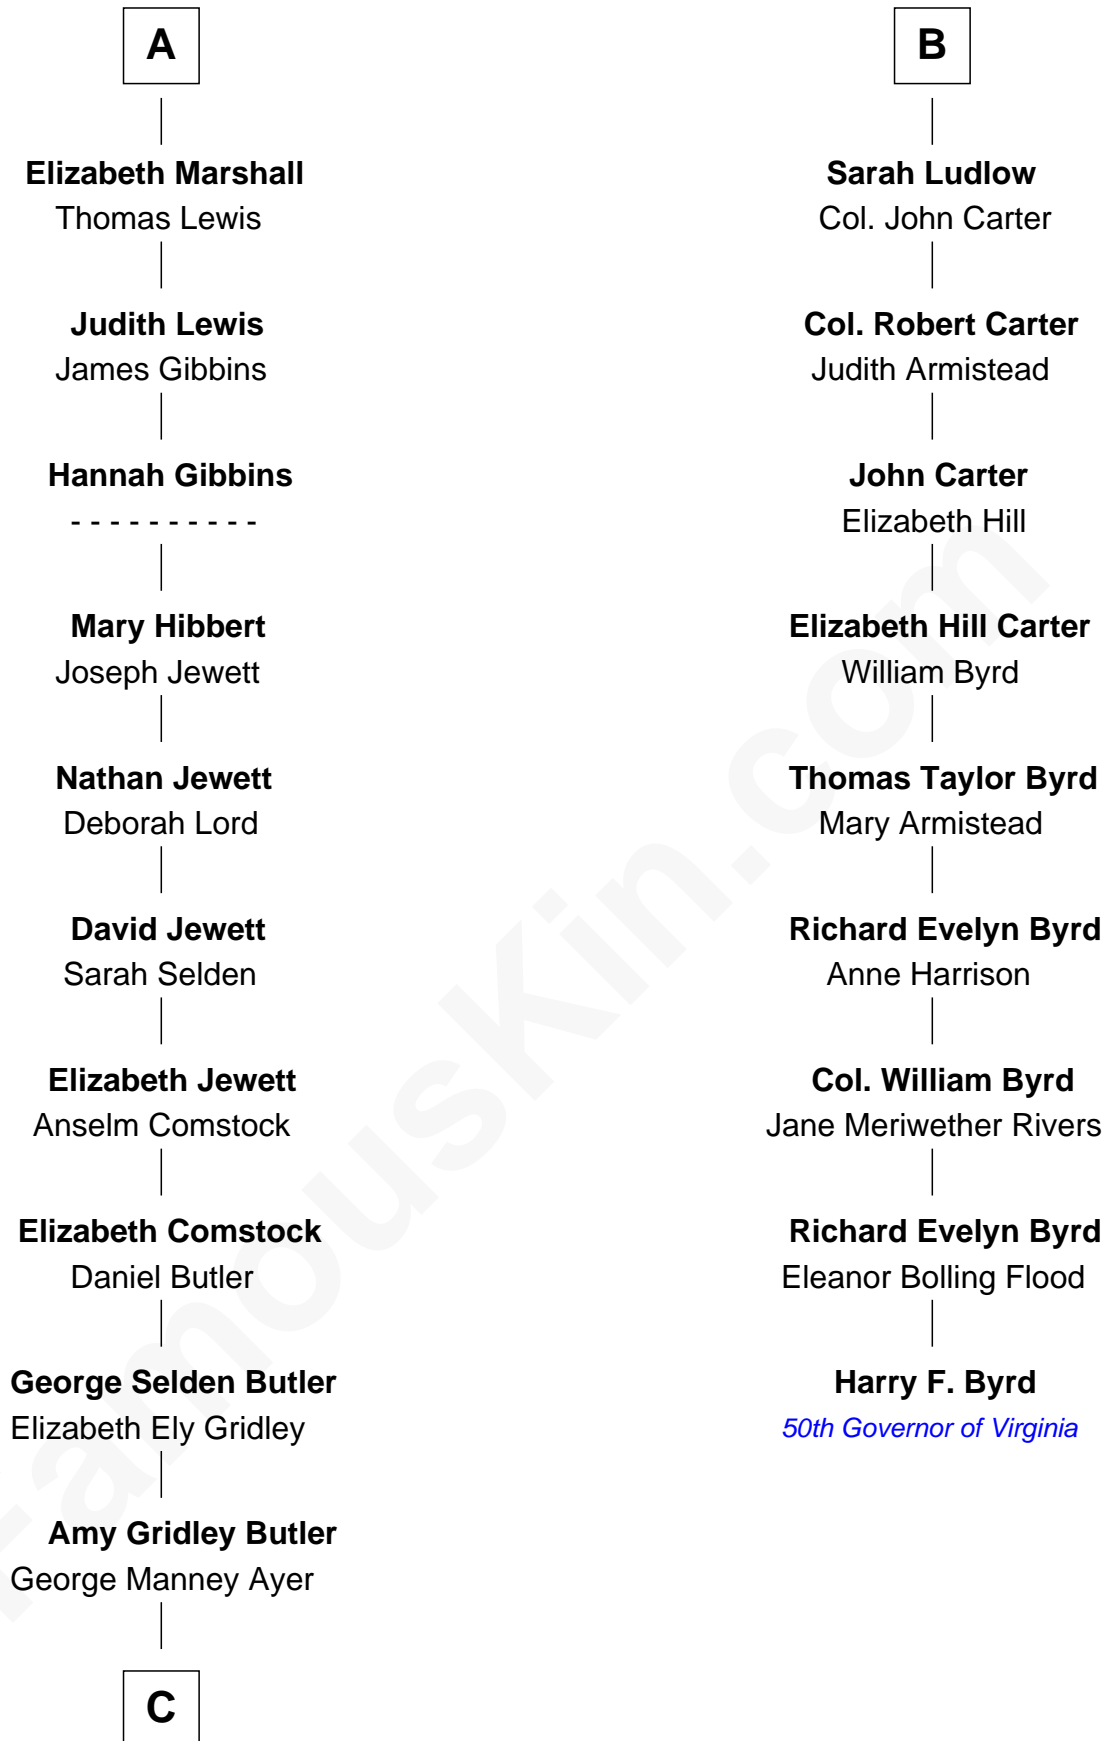 A
Elizabeth Marshall
Thomas Lewis
Judith Lewis
James Gibbins
Hannah Gibbins
- - - - - - - - - -
Mary Hibbert
Joseph Jewett
Nathan Jewett
Deborah Lord
David Jewett
Sarah Selden
Elizabeth Jewett
Anselm Comstock
Elizabeth Comstock
Daniel Butler
George Selden Butler
Elizabeth Ely Gridley
Amy Gridley Butler
George Manney Ayer
C
B
Sarah Ludlow
Col. John Carter
Col. Robert Carter
Judith Armistead
John Carter
Elizabeth Hill
Elizabeth Hill Carter
William Byrd
Thomas Taylor Byrd
Mary Armistead
Richard Evelyn Byrd
Anne Harrison
Col. William Byrd
Jane Meriwether Rivers
Richard Evelyn Byrd
Eleanor Bolling Flood
Harry F. Byrd
50th Governor of Virginia
FamousKin.com